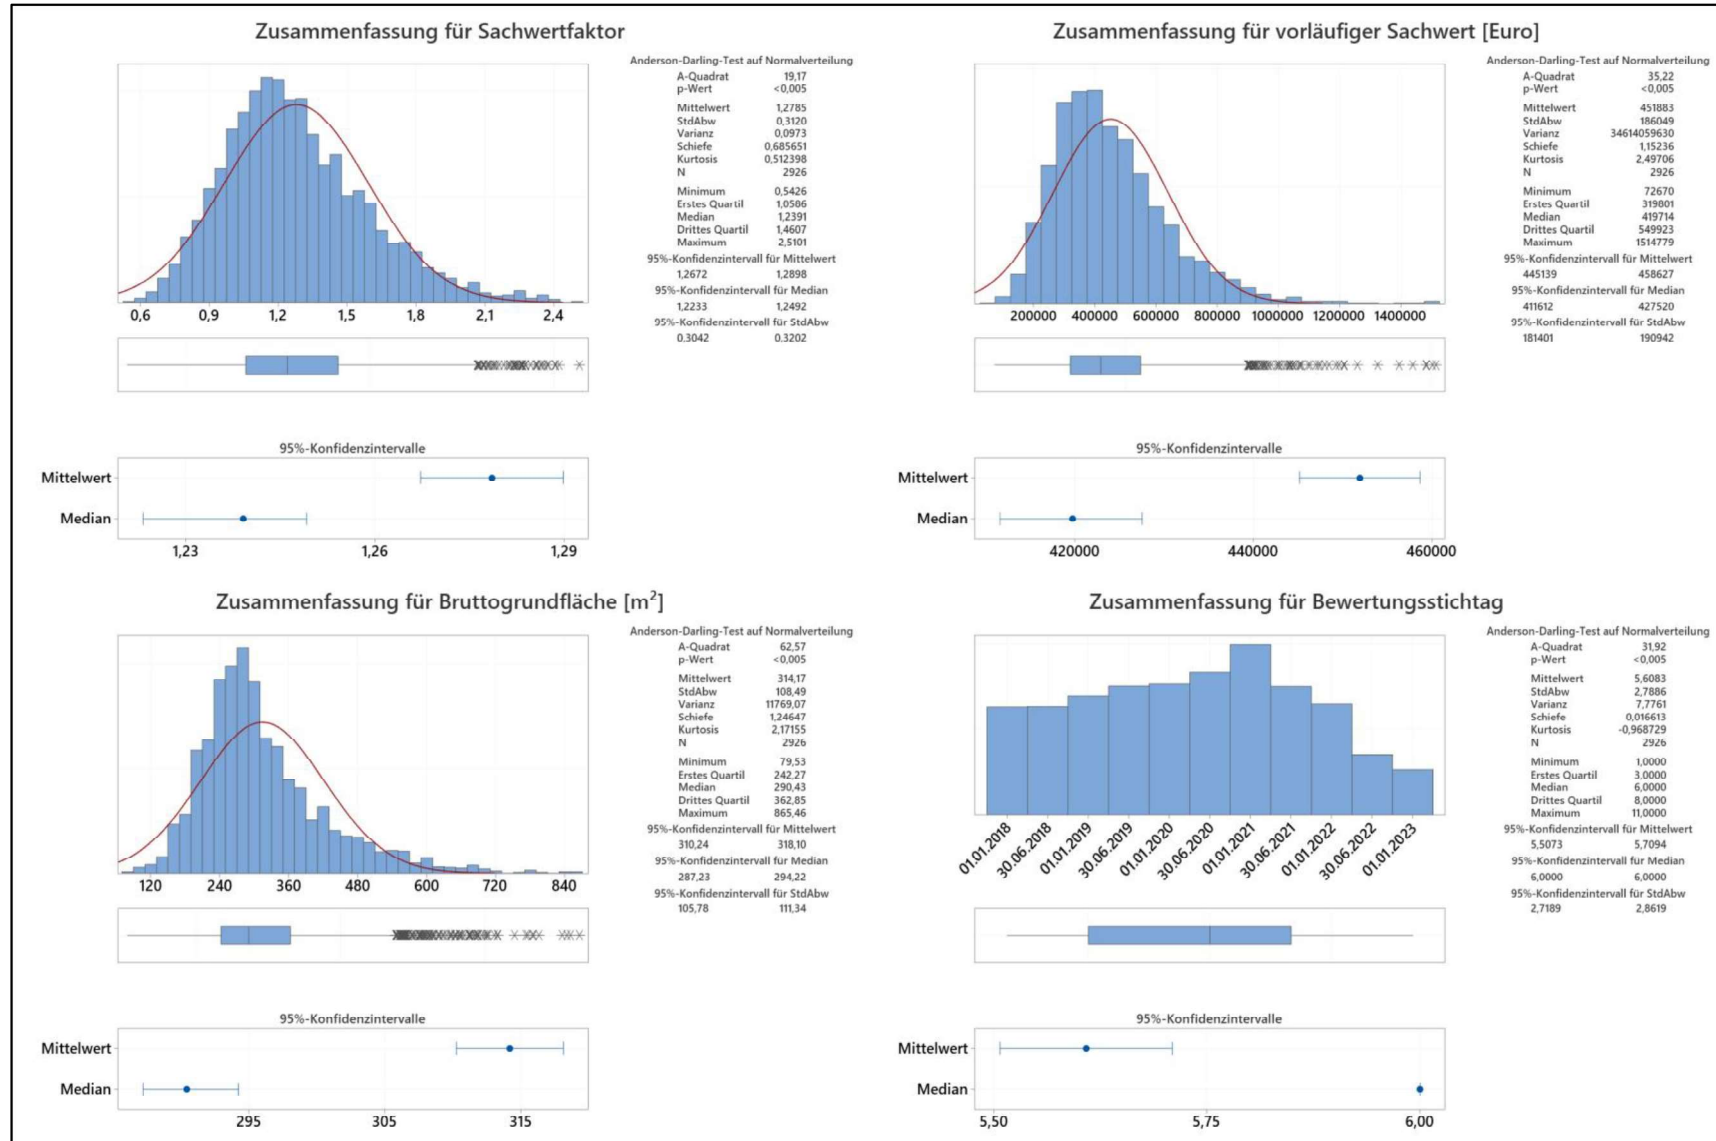 Zusammenfassung für Sachwertfaktor
Anderson-Darling-Test auf Normalverteilung
A-Quadrat 19,17
p-Wert <0,005
Mittelwert 1,2785
StdAbw 0,3120
Varianz 0,0973
Schiefe 0,685651
Kurtosis 0,512398
N 2926
Minimum 0,5426
Erstes Quartil 1,0586
Median 1,2391
Drittes Quartil 1,4607
Maximum 2,5101
95%-Konfidenzintervall für Mittelwert
1,2672 1,2898
95%-Konfidenzintervall für Median
1,2233 1,2492
95%-Konfidenzintervall für StdAbw
0,3042 0,3202
0,6 0,9 1,2 1,5 1,8 2,1 2,4
95%-Konfidenzintervalle
Mittelwert
Median
1,23 1,26 1,29
Zusammenfassung für vorläufiger Sachwert [Euro]
Anderson-Darling-Test auf Normalverteilung
A-Quadrat 35,22
p-Wert <0,005
Mittelwert 451883
StdAbw 186049
Varianz 34614059630
Schiefe 1,15236
Kurtosis 2,49706
N 2926
Minimum 72670
Erstes Quartil 319801
Median 419714
Drittes Quartil 549923
Maximum 1514779
95%-Konfidenzintervall für Mittelwert
445139 458627
95%-Konfidenzintervall für Median
411612 427520
95%-Konfidenzintervall für StdAbw
181401 190942
200000 400000 600000 800000 1000000 1200000 1400000
95%-Konfidenzintervalle
Mittelwert
Median
420000 440000 460000
Zusammenfassung für Bruttogrundfläche [m²]
Anderson-Darling-Test auf Normalverteilung
A-Quadrat 62,57
p-Wert <0,005
Mittelwert 314,17
StdAbw 108,49
Varianz 11769,07
Schiefe 1,24647
Kurtosis 2,17155
N 2926
Minimum 79,53
Erstes Quartil 242,27
Median 290,43
Drittes Quartil 362,85
Maximum 865,46
95%-Konfidenzintervall für Mittelwert
310,24 318,10
95%-Konfidenzintervall für Median
287,23 294,22
95%-Konfidenzintervall für StdAbw
105,78 111,34
120 240 360 480 600 720 840
95%-Konfidenzintervalle
Mittelwert
Median
295 305 315
Zusammenfassung für Bewertungsstichtag
Anderson-Darling-Test auf Normalverteilung
A-Quadrat 31,92
p-Wert <0,005
Mittelwert 5,6083
StdAbw 2,7886
Varianz 7,7761
Schiefe 0,016613
Kurtosis -0,968729
N 2926
Minimum 1,0000
Erstes Quartil 3,0000
Median 6,0000
Drittes Quartil 8,0000
Maximum 11,0000
95%-Konfidenzintervall für Mittelwert
5,5073 5,7094
95%-Konfidenzintervall für Median
6,0000 6,0000
95%-Konfidenzintervall für StdAbw
2,7189 2,8619
01.01.2018 30.06.2018 01.01.2019 30.06.2019 01.01.2020 30.06.2020 01.01.2021 30.06.2021 01.01.2022 30.06.2022 01.01.2023
95%-Konfidenzintervalle
Mittelwert
Median
5,50 5,75 6,00